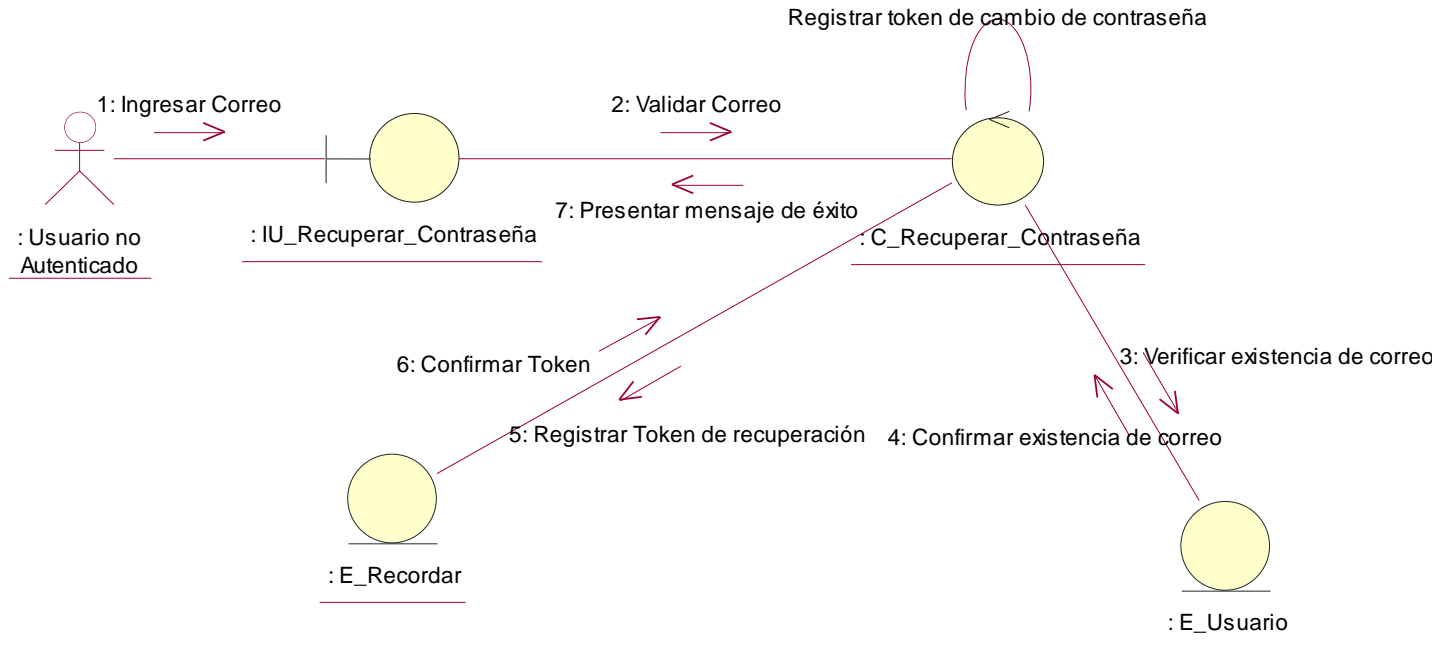 Registrar token de cambio de contraseña
1: Ingresar Correo
2: Validar Correo
7: Presentar mensaje de éxito
: Usuario no
Autenticado
: IU_Recuperar_Contraseña
: C_Recuperar_Contraseña
6: Confirmar Token
3: Verificar existencia de correo
5: Registrar Token de recuperación
4: Confirmar existencia de correo
: E_Recordar
: E_Usuario